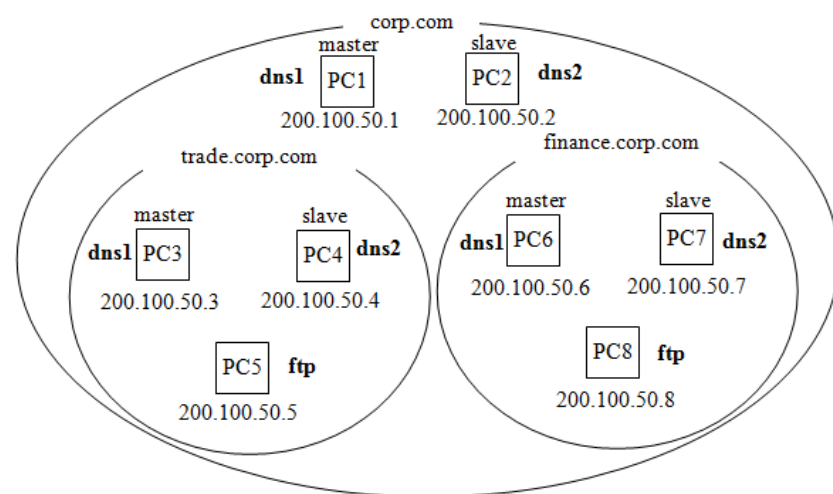 corp.com
master
slave
dns1 PC1
PC2 dns2
200.100.50.1
200.100.50.2
trade.corp.com
finance.corp.com
master
slave
master
slave
dns1 PC3
PC4 dns2
dns1 PC6
PC7 dns2
200.100.50.3
200.100.50.4
200.100.50.6
200.100.50.7
PC5 ftp
PC8 ftp
200.100.50.5
200.100.50.8